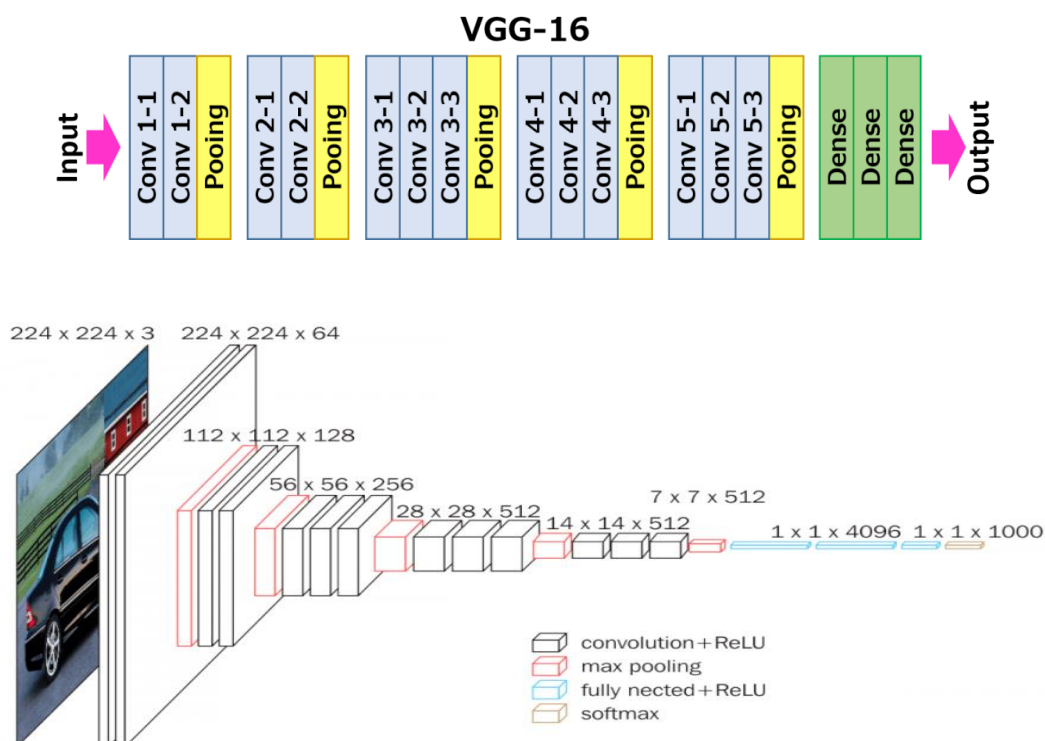 VGG-16
Input
Conv 1-1
Conv 1-2
Pooing
Conv 2-1
Conv 2-2
Pooing
Conv 3-1
Conv 3-2
Conv 3-3
Pooing
Conv 4-1
Conv 4-2
Conv 4-3
Pooing
Conv 5-1
Conv 5-2
Conv 5-3
Pooing
Dense
Dense
Dense
Output
224 x 224 x 3
224 x 224 x 64
112 x 112 x 128
56 x 56 x 256
28 x 28 x 512
14 x 14 x 512
7 x 7 x 512
1 x 1 x 4096
1 x 1 x 1000
convolution+ReLU
max pooling
fully nected+ReLU
softmax